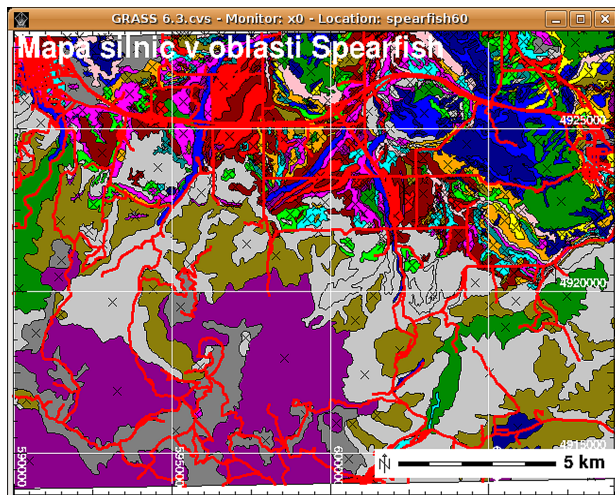 GRASS 6.3.cvs - Monitor: x0 - Location: spearfish60
Mapa silnic v oblasti Spearfish
4925000
4920000
4915000
590000
595000
600000
N
5 km